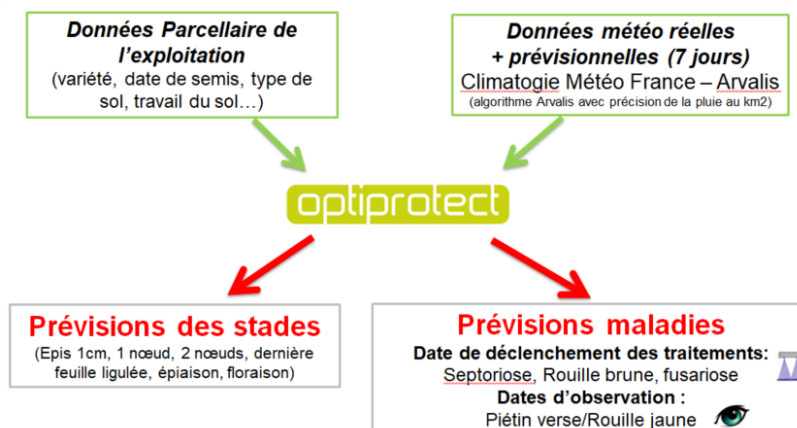 Données Parcellaire de
l'exploitation
(variété, date de semis, type de
sol, travail du sol…)
Données météo réelles
+ prévisionnelles (7 jours)
Climatogie Météo France – Arvalis
(algorithme Arvalis avec précision de la pluie au km2)
optiprotect
Prévisions des stades
(Epis 1cm, 1 nœud, 2 nœuds, dernière
feuille ligulée, épiaison, floraison)
Prévisions maladies
Date de déclenchement des traitements:
Septoriose, Rouille brune, fusariose
Dates d'observation :
Piétin verse/Rouille jaune